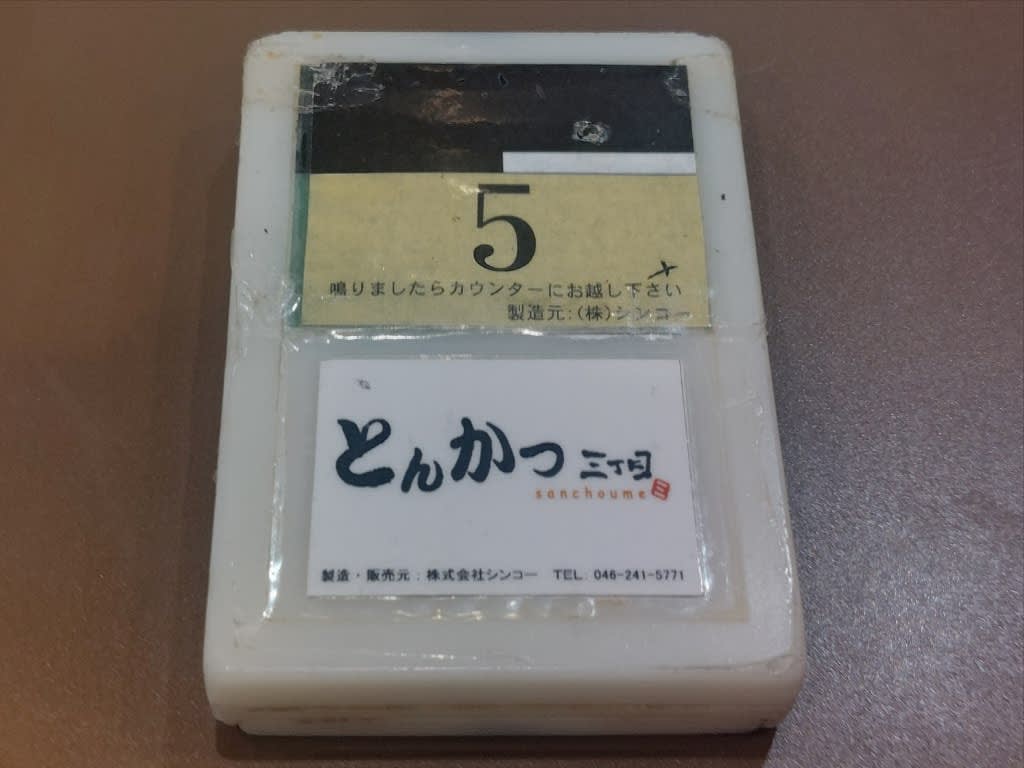 5
鳴りましたらカウンターにお越し下さい
製造元:(株)シンコー
とんかつ 三丁目
sanchoume 三
製造・販売元:株式会社シンコー TEL: 046-241-5771